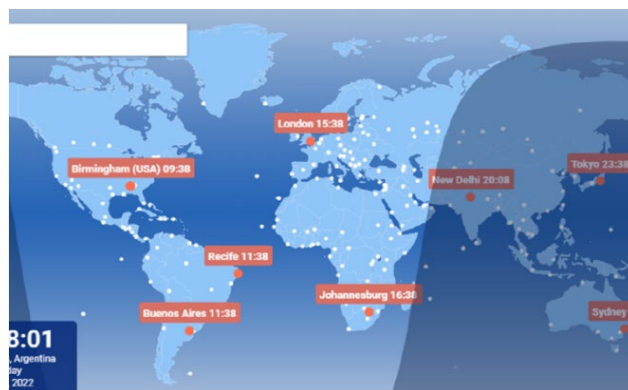 London 15:38
Birmingham (USA) 09:38
Tokyo 23:38
New Delhi 20:08
Recife 11:38
Johannesburg 16:38
Buenos Aires 11:38
Sydney
8:01
, Argentina
day
2022